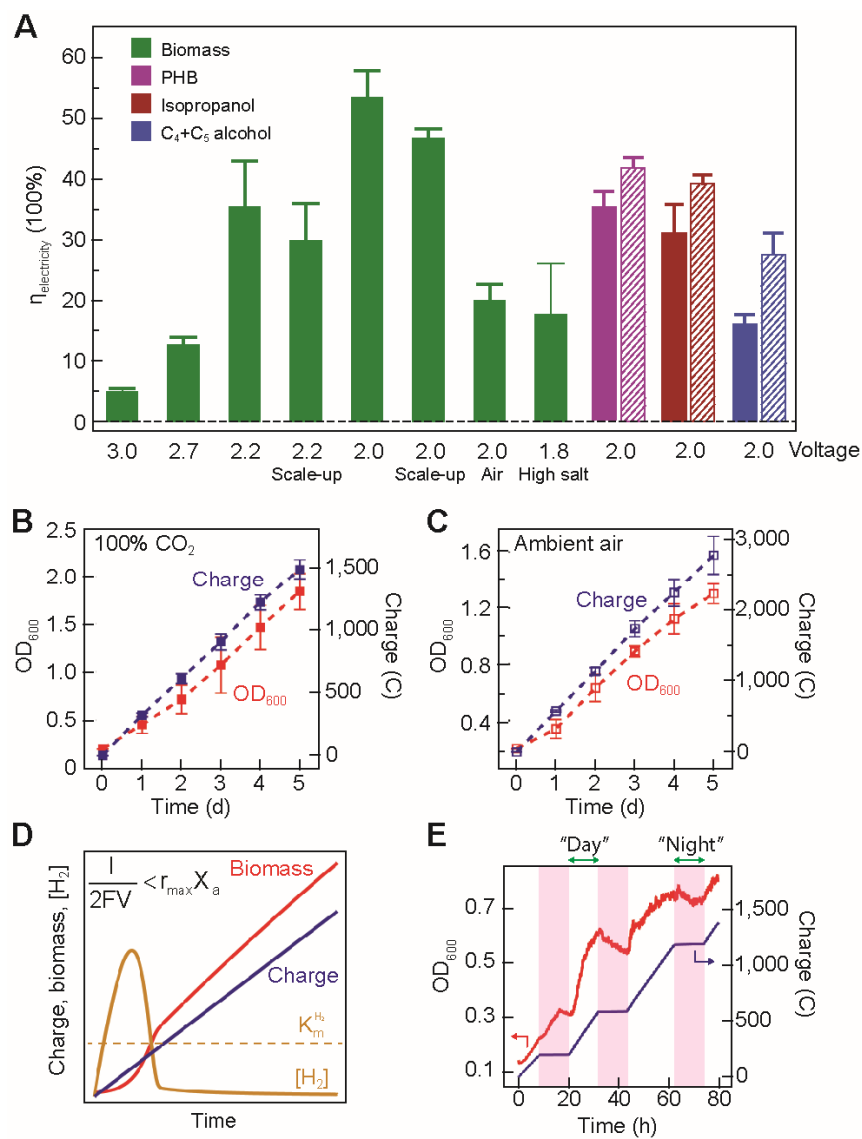 A
Biomass
PHB
Isopropanol
C₄+C₅ alcohol
η electricity (100%)
60
50
40
30
20
10
0
3.0 2.7 2.2 2.2 2.0 2.0 2.0 1.8 2.0 2.0 2.0 Voltage
Scale-up Scale-up Air High salt
B
100% CO₂
Charge
OD₆₀₀
OD₆₀₀
2.5
2.0
1.5
1.0
0.5
0
1,500
1,000
500
0
Charge (C)
0 1 2 3 4 5
Time (d)
C
Ambient air
Charge
OD₆₀₀
OD₆₀₀
1.6
1.2
0.8
0.4
3,000
2,000
1,000
0
Charge (C)
0 1 2 3 4 5
Time (d)
D
Charge, biomass, [H₂]
I
2FV
< rmaxXa
Biomass
Charge
Kₘ H₂
[H₂]
Time
E
"Day" "Night"
OD₆₀₀
0.7
0.5
0.3
0.1
1,500
1,000
500
0
Charge (C)
0 20 40 60 80
Time (h)